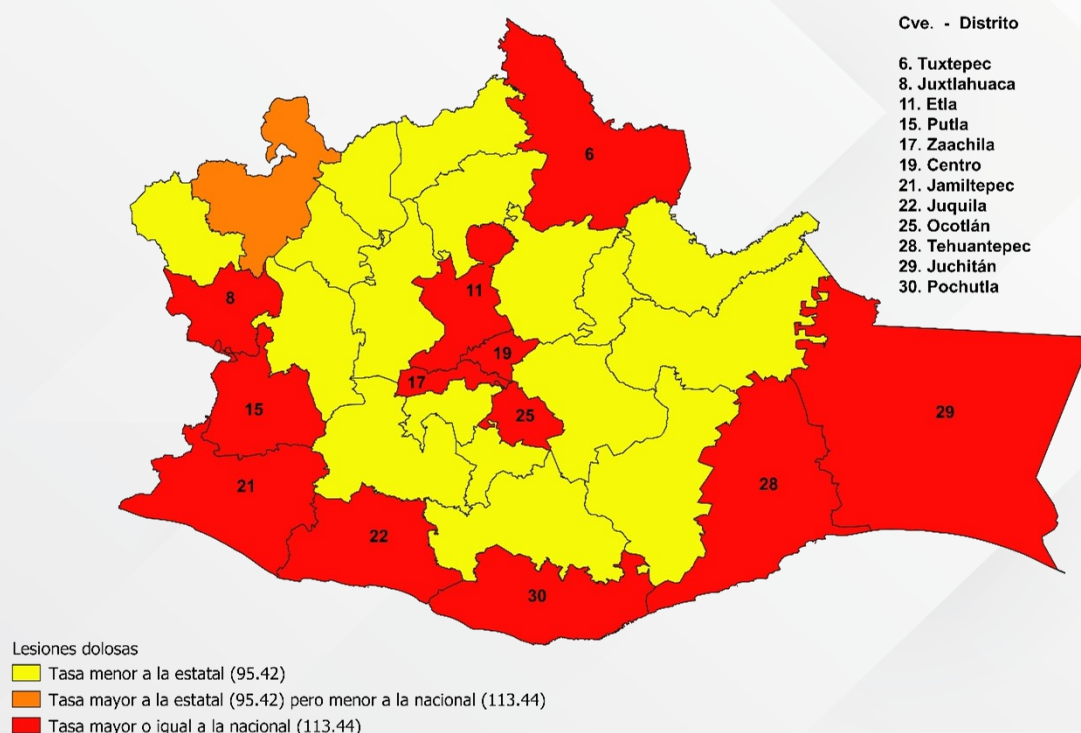 Cve. - Distrito
6. Tuxtepec
8. Juxtlahuaca
11. Etla
15. Putla
17. Zaachila
19. Centro
21. Jamiltepec
22. Juquila
25. Ocotlán
28. Tehuantepec
29. Juchitán
30. Pochutla
6
8
11
19
17
15
25
29
21
28
22
30
Lesiones dolosas
Tasa menor a la estatal (95.42)
Tasa mayor a la estatal (95.42) pero menor a la nacional (113.44)
Tasa mayor o igual a la nacional (113.44)